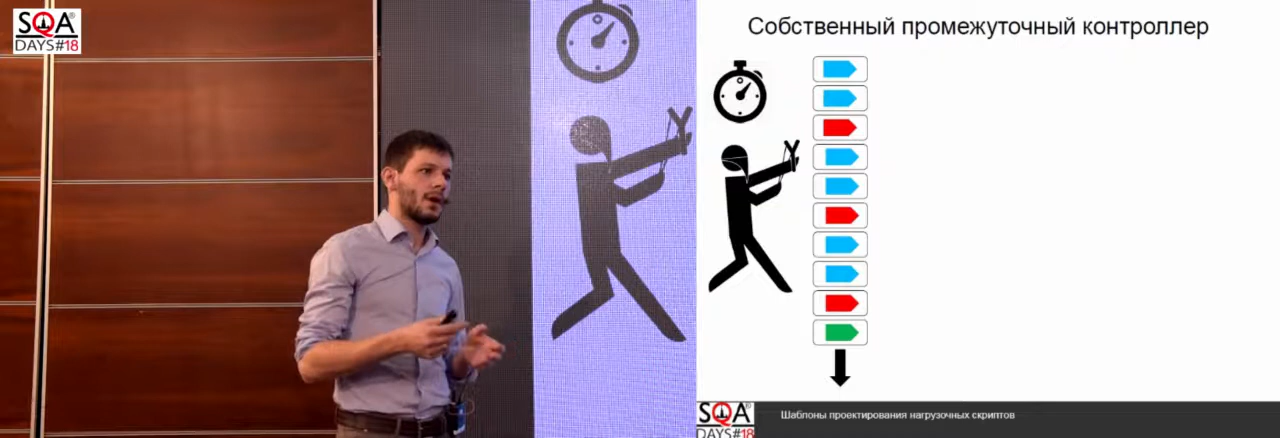 SQA®
DAYS#18
Собственный промежуточный контроллер
SQA®
DAYS#18
Шаблоны проектирования нагрузочных скриптов